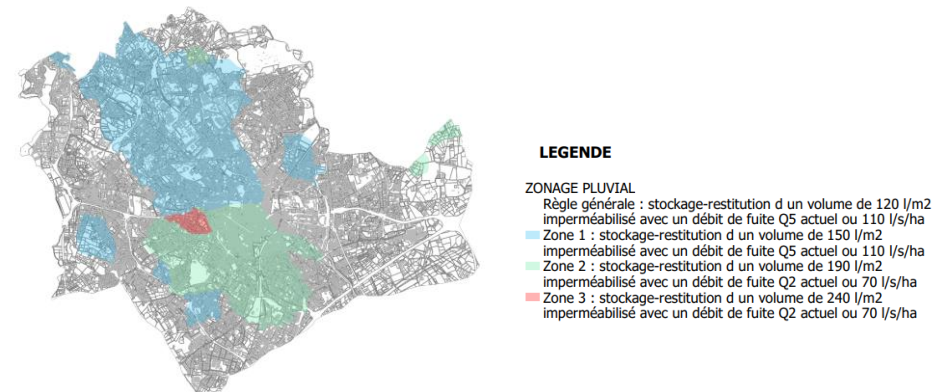 LEGENDE
ZONAGE PLUVIAL
Règle générale : stockage-restitution d un volume de 120 l/m2
imperméabilisé avec un débit de fuite Q5 actuel ou 110 l/s/ha
Zone 1 : stockage-restitution d un volume de 150 l/m2
imperméabilisé avec un débit de fuite Q5 actuel ou 110 l/s/ha
Zone 2 : stockage-restitution d un volume de 190 l/m2
imperméabilisé avec un débit de fuite Q2 actuel ou 70 l/s/ha
Zone 3 : stockage-restitution d un volume de 240 l/m2
imperméabilisé avec un débit de fuite Q2 actuel ou 70 l/s/ha